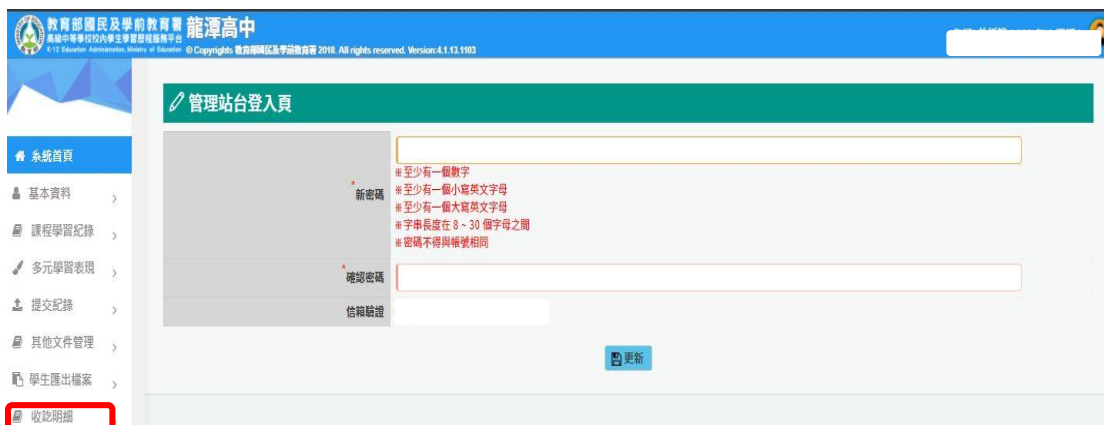 教育部國民及學前教育署 龍潭高中
高級中等學校校內學生學習歷程服務平台
K-12 Education Administration, Ministry of Education © Copyrights 教育部國民及學前教育署 2018. All rights reserved. Version:4.1.13.1103
管理站台登入頁
系統首頁
基本資料
課程學習紀錄
多元學習表現
提交紀錄
其他文件管理
學生匯出檔案
收訖明細
*新密碼
※至少有一個數字
※至少有一個小寫英文字母
※至少有一個大寫英文字母
※字串長度在 8 ~ 30 個字母之間
※密碼不得與帳號相同
*確認密碼
信箱驗證
更新